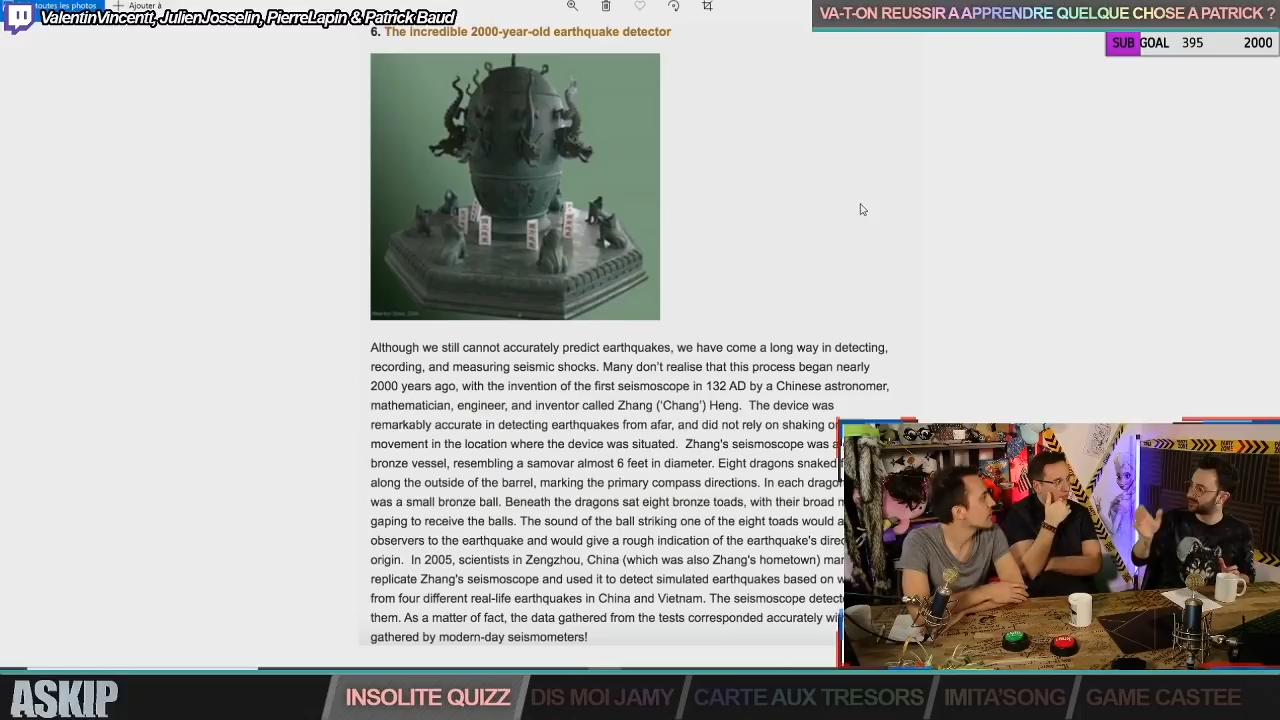 toutes les photos
Ajouter à
ValentinVincentt, JulienJosselin, PierreLapin & Patrick Baud
VA-T-ON REUSSIR A APPRENDRE QUELQUE CHOSE A PATRICK ?
SUB GOAL 395 2000
6. The incredible 2000-year-old earthquake detector
Although we still cannot accurately predict earthquakes, we have come a long way in detecting,
recording, and measuring seismic shocks. Many don't realise that this process began nearly
2000 years ago, with the invention of the first seismoscope in 132 AD by a Chinese astronomer,
mathematician, engineer, and inventor called Zhang ('Chang') Heng. The device was
remarkably accurate in detecting earthquakes from afar, and did not rely on shaking or
movement in the location where the device was situated. Zhang's seismoscope was a
bronze vessel, resembling a samovar almost 6 feet in diameter. Eight dragons snaked
along the outside of the barrel, marking the primary compass directions. In each
was a small bronze ball. Beneath the dragons sat eight bronze toads, with their broad
gaping to receive the balls. The sound of the ball striking one of the eight toads would
observers to the earthquake and would give a rough indication of the earthquake's
origin. In 2005, scientists in Zengzhou, China (which was also Zhang's hometown)
replicate Zhang's seismoscope and used it to detect simulated earthquakes based on
from four different real-life earthquakes in China and Vietnam. The seismoscope
them. As a matter of fact, the data gathered from the tests corresponded accurately
gathered by modern-day seismometers!
ASKIP
INSOLITE QUIZZ
DIS MOI JAMY
CARTE AUX TRESORS
IMITA'SONG
GAME CASTEE